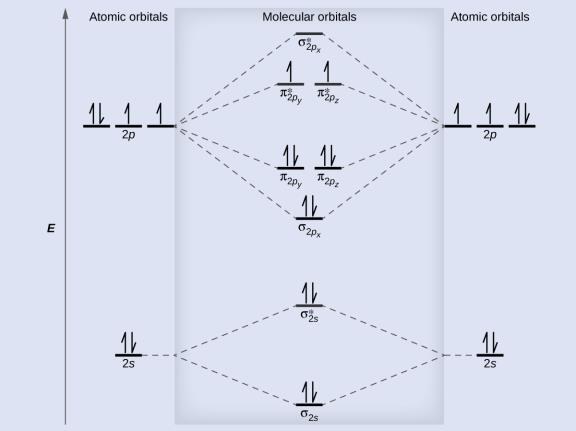 Atomic orbitals Molecular orbitals Atomic orbitals
σ*2px
π*2py π*2pz
2p 2p
π2py π2pz
σ2px
E
σ*2s
2s 2s
σ2s